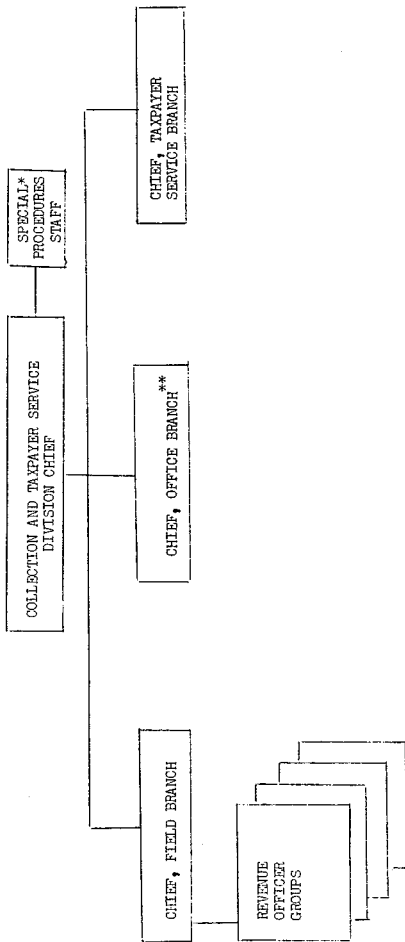 COLLECTION AND TAXPAYER SERVICE
DIVISION CHIEF
SPECIAL*
PROCEDURES
STAFF
CHIEF, FIELD BRANCH
CHIEF, OFFICE BRANCH**
CHIEF, TAXPAYER
SERVICE BRANCH
REVENUE
OFFICER
GROUPS